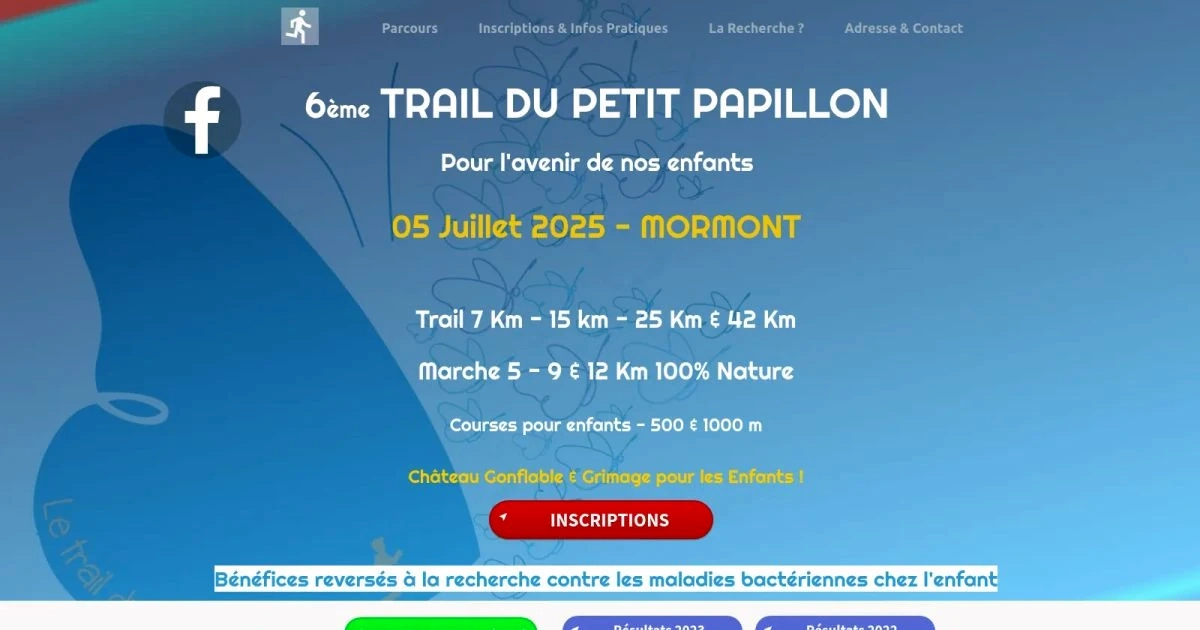 Parcours
Inscriptions & Infos Pratiques
La Recherche ?
Adresse & Contact
6ème TRAIL DU PETIT PAPILLON
Pour l'avenir de nos enfants
05 Juillet 2025 - MORMONT
Trail 7 Km - 15 km - 25 Km & 42 Km
Marche 5 - 9 & 12 Km 100% Nature
Courses pour enfants - 500 & 1000 m
Château Gonflable & Grimage pour les Enfants !
INSCRIPTIONS
Bénéfices reversés à la recherche contre les maladies bactériennes chez l'enfant
Le trail
Résultats 2023
Résultats 2022